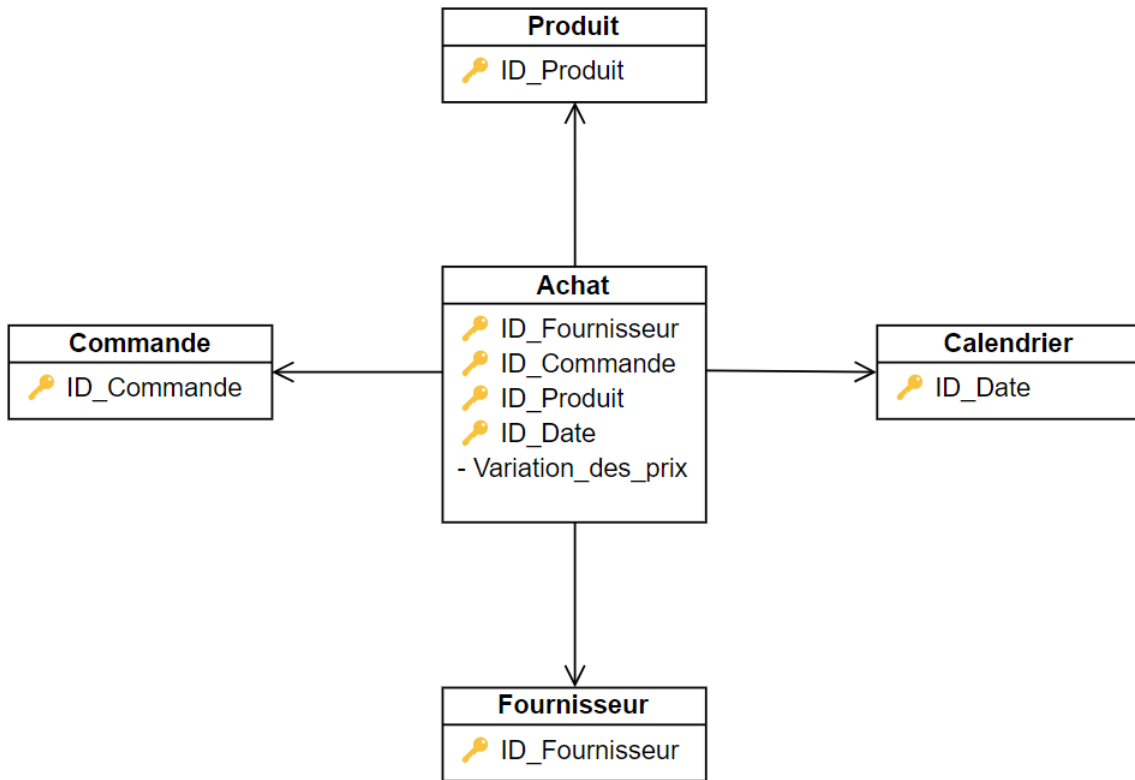 Produit
ID_Produit
Achat
ID_Fournisseur
ID_Commande
ID_Produit
ID_Date
- Variation_des_prix
Commande
ID_Commande
Calendrier
ID_Date
Fournisseur
ID_Fournisseur